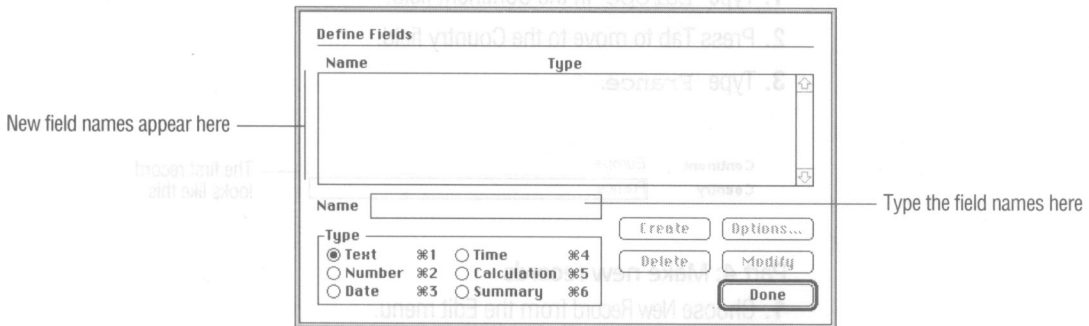 Define Fields
Name Type
New field names appear here
Name
Type the field names here
Type
Create Options...
Text ⌘1 Time ⌘4
Delete Modify
Number ⌘2 Calculation ⌘5
Date ⌘3 Summary ⌘6
Done